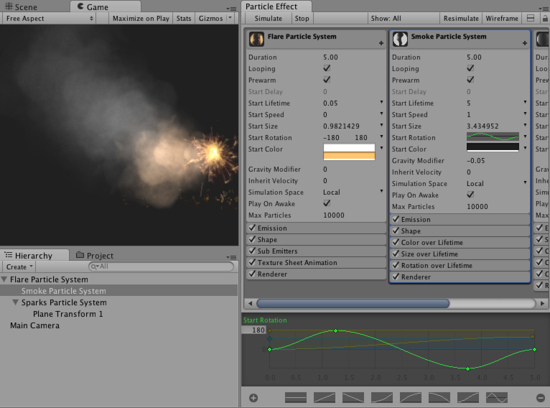 Scene
Game
Free Aspect
Maximize on Play
Stats
Gizmos
Hierarchy
Project
Create
All
Flare Particle System
Smoke Particle System
Sparks Particle System
Plane Transform 1
Main Camera
Particle Effect
Simulate
Stop
Show: All
Resimulate
Wireframe
Flare Particle System
Duration 5.00
Looping
Prewarm
Start Delay 0
Start Lifetime 0.05
Start Speed 0
Start Size 0.9821429
Start Rotation -180 180
Start Color
Gravity Modifier 0
Inherit Velocity 0
Simulation Space Local
Play On Awake
Max Particles 10000
Emission
Shape
Sub Emitters
Texture Sheet Animation
Renderer
Smoke Particle System
Duration 5.00
Looping
Prewarm
Start Delay 0
Start Lifetime 5
Start Speed 1
Start Size 3.434952
Start Rotation
Start Color
Gravity Modifier -0.05
Inherit Velocity 0
Simulation Space Local
Play On Awake
Max Particles 10000
Emission
Shape
Color over Lifetime
Size over Lifetime
Rotation over Lifetime
Renderer
Start Rotation
180
0.0 0.5 1.0 1.5 2.0 2.5 3.0 3.5 4.0 4.5 5.0